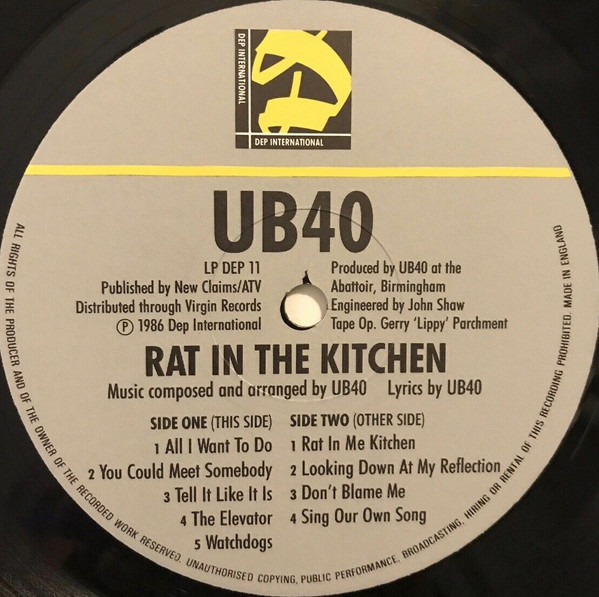 DEP INTERNATIONAL
DEP INTERNATIONAL
UB40
LP DEP 11
Published by New Claims/ATV
Distributed through Virgin Records
Ⓟ 1986 Dep International
Produced by UB40 at the
Abattoir, Birmingham
Engineered by John Shaw
Tape Op. Gerry 'Lippy' Parchment
RAT IN THE KITCHEN
Music composed and arranged by UB40 Lyrics by UB40
SIDE ONE (THIS SIDE)
1 All I Want To Do
2 You Could Meet Somebody
3 Tell It Like It Is
4 The Elevator
5 Watchdogs
SIDE TWO (OTHER SIDE)
1 Rat In Me Kitchen
2 Looking Down At My Reflection
3 Don't Blame Me
4 Sing Our Own Song
ALL RIGHTS OF THE PRODUCER AND OF THE OWNER OF THE RECORDED WORK RESERVED. UNAUTHORISED COPYING, PUBLIC PERFORMANCE, BROADCASTING, HIRING OR RENTAL OF THIS RECORDING PROHIBITED. MADE IN ENGLAND